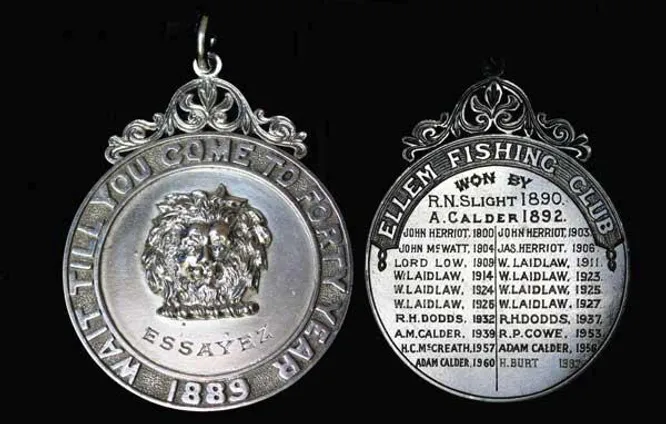 WAIT TILL YOU COME TO FORTY YEAR
1889
ESSAYEZ
ELLEM FISHING CLUB
WON BY
R.N.SLIGHT 1890.
A.CALDER 1892.
JOHN HERRIOT, 1900 JOHN HERRIOT, 1903.
JOHN McWATT, 1904 JAS. HERRIOT, 1906
LORD LOW, 1909 W. LAIDLAW, 1911.
W. LAIDLAW, 1914 W. LAIDLAW, 1923.
W. LAIDLAW, 1924 W. LAIDLAW, 1925
W. LAIDLAW, 1926 W. LAIDLAW, 1927.
R.H. DODDS, 1932 R.H. DODDS, 1937.
A.M. CALDER, 1939 R.P. COWE, 1953.
H.C. McCREATH, 1957 ADAM CALDER,
ADAM CALDER, 1960 H. BURT